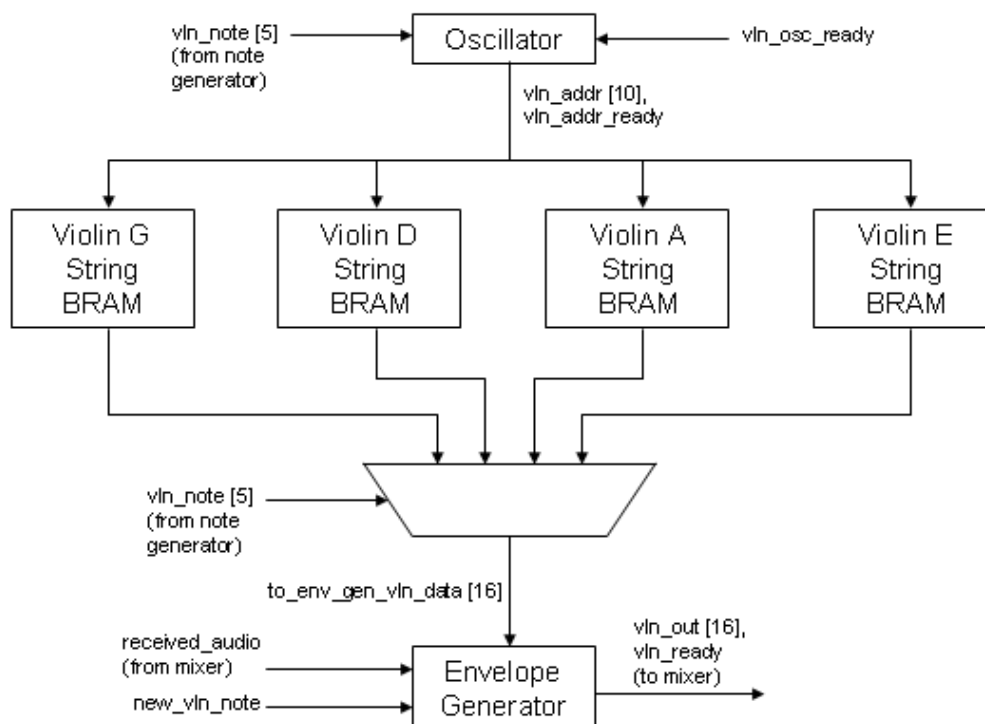 vln_note [5]
(from note
generator)
Oscillator
vln_osc_ready
vln_addr [10],
vln_addr_ready
Violin G
String
BRAM
Violin D
String
BRAM
Violin A
String
BRAM
Violin E
String
BRAM
vln_note [5]
(from note
generator)
to_env_gen_vln_data [16]
received_audio
(from mixer)
new_vln_note
Envelope
Generator
vln_out [16],
vln_ready
(to mixer)